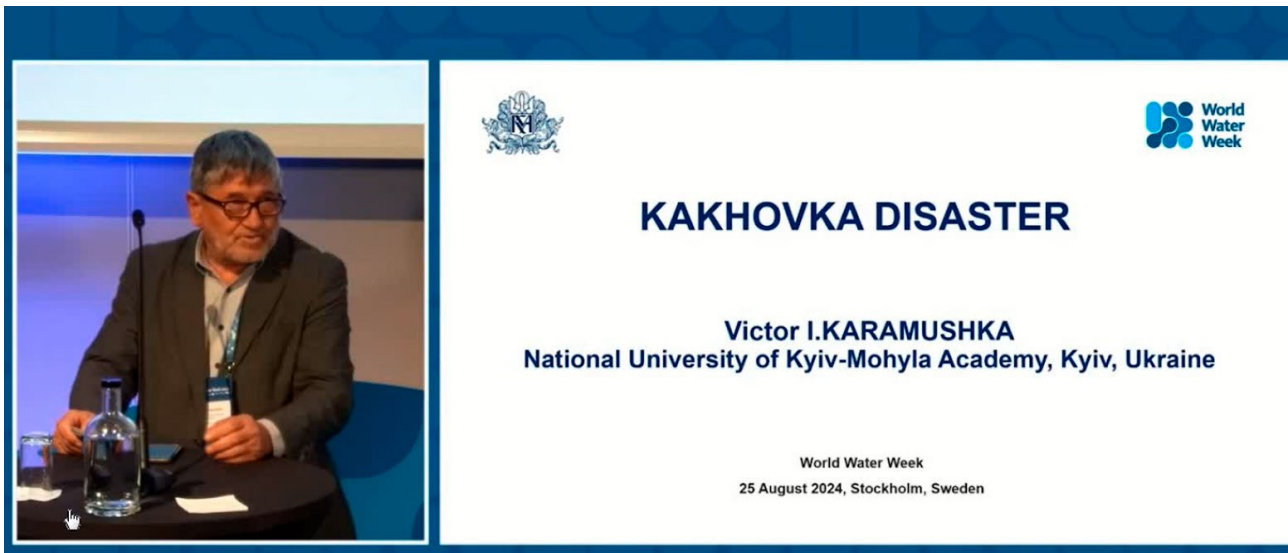 World
Water
Week
KAKHOVKA DISASTER
Victor I.KARAMUSHKA
National University of Kyiv-Mohyla Academy, Kyiv, Ukraine
World Water Week
25 August 2024, Stockholm, Sweden